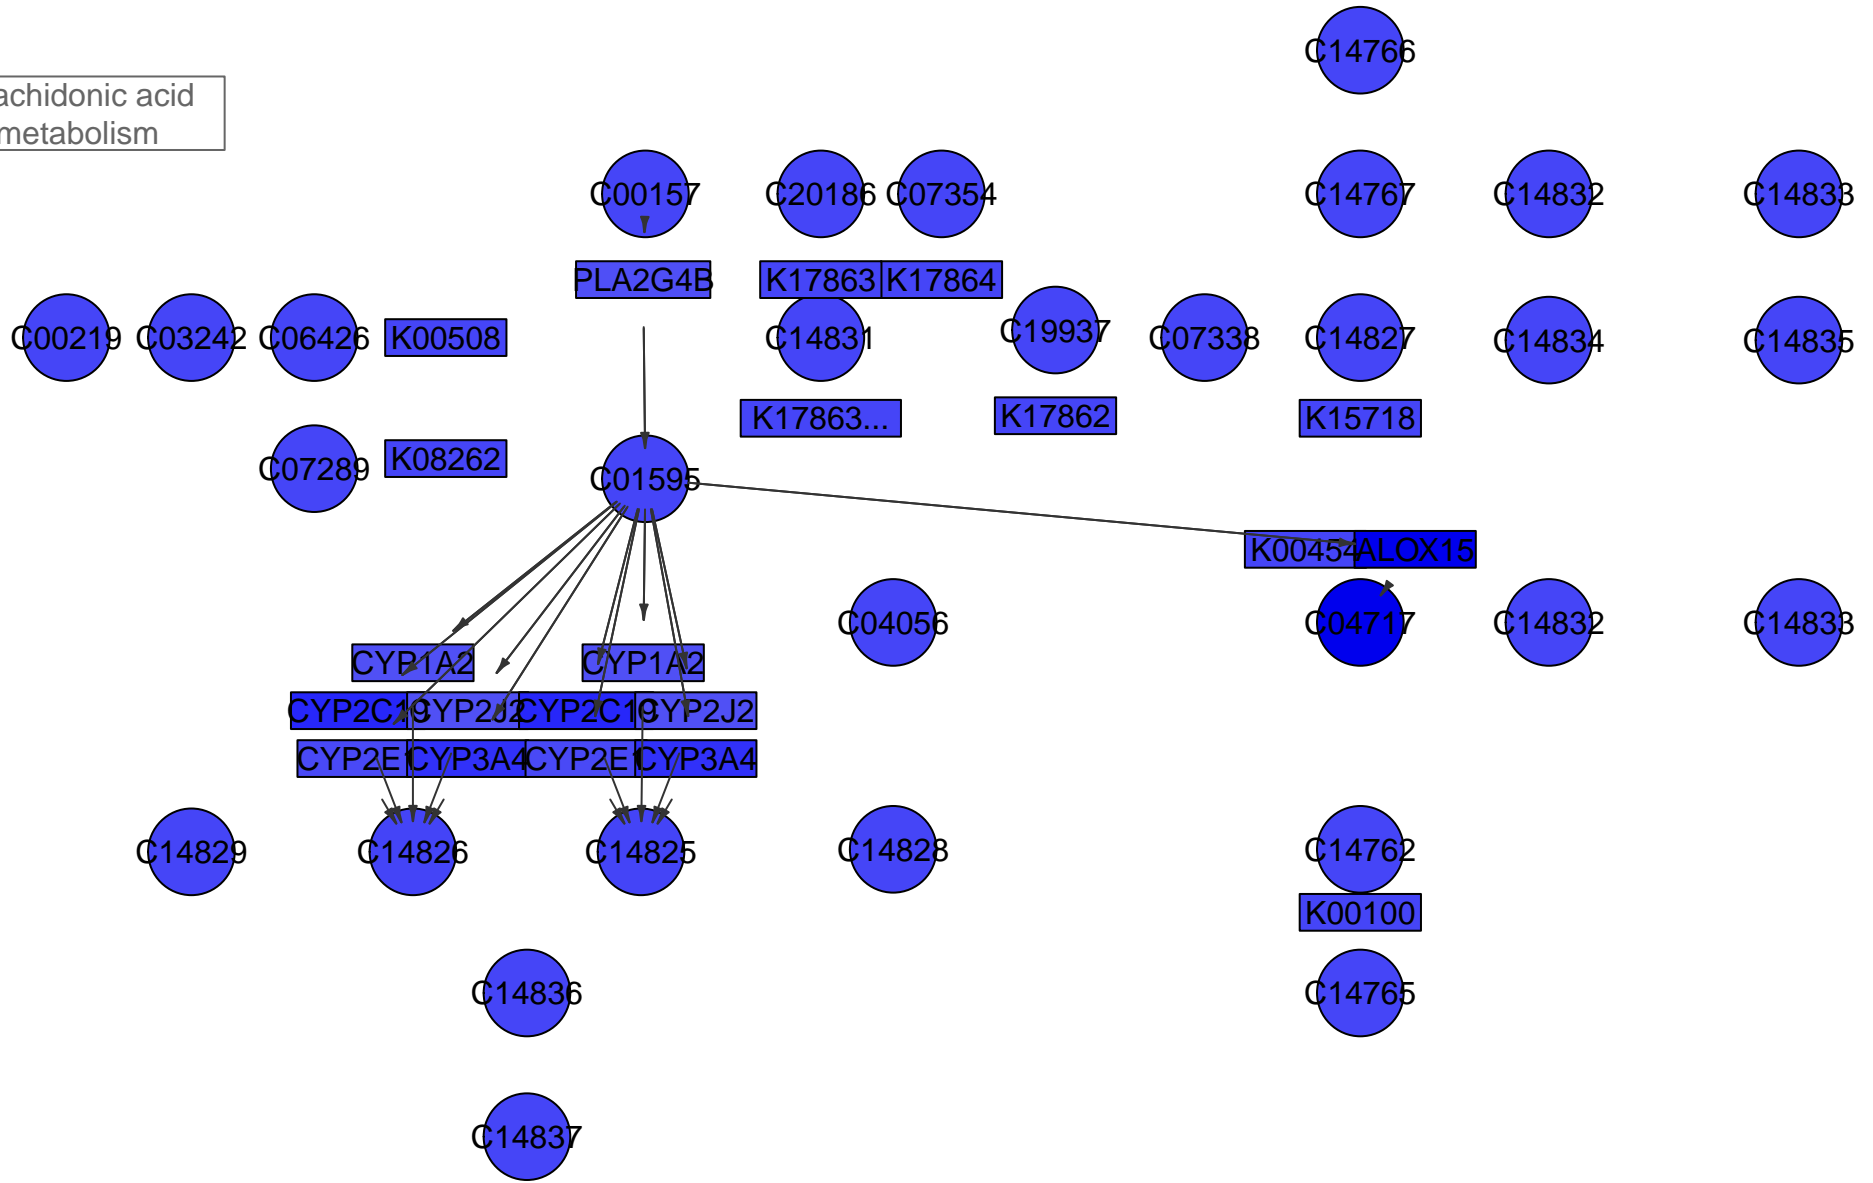 C14766
achidonic acid
metabolism
C00157
C20186
C07354
C14767
C14832
C14833
PLA2G4B
K17863
K17864
C00219
C03242
C06426
K00508
C14831
C19937
C07338
C14827
C14834
C14835
K17863...
K17862
K15718
C07289
K08262
C01595
K00454
ALOX15
C04056
C04717
C14832
C14833
CYP1A2
CYP1A2
CYP2C19
CYP2J2
CYP2C19
CYP2J2
CYP2E1
CYP3A4
CYP2E1
CYP3A4
C14829
C14826
C14825
C14828
C14762
K00100
C14836
C14765
C14837